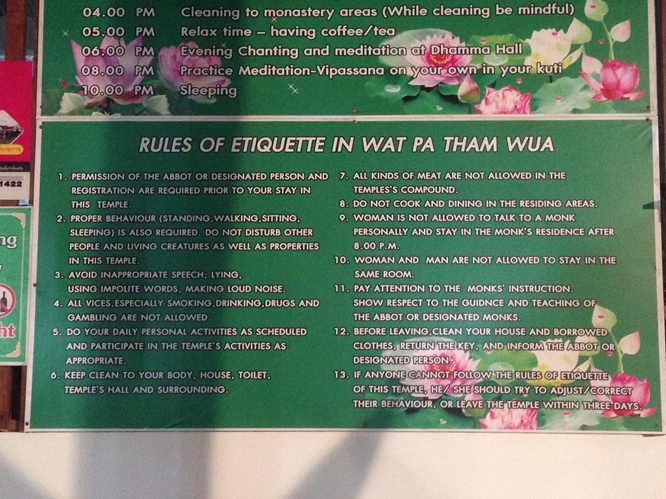 04.00 PM Cleaning to monastery areas (While cleaning be mindful)
05.00 PM Relax time – having coffee/tea
06.00 PM Evening Chanting and meditation at Dhamma Hall
08.00 PM Practice Meditation-Vipassana on your own in your kuti
10.00 PM Sleeping
RULES OF ETIQUETTE IN WAT PA THAM WUA
1. PERMISSION OF THE ABBOT OR DESIGNATED PERSON AND
REGISTRATION ARE REQUIRED PRIOR TO YOUR STAY IN
THIS TEMPLE.
2. PROPER BEHAVIOUR (STANDING,WALKING,SITTING,
SLEEPING) IS ALSO REQUIRED. DO NOT DISTURB OTHER
PEOPLE AND LIVING CREATURES AS WELL AS PROPERTIES
IN THIS TEMPLE.
3. AVOID INAPPROPRIATE SPEECH; LYING,
USING IMPOLITE WORDS, MAKING LOUD NOISE.
4. ALL VICES,ESPECIALLY SMOKING,DRINKING,DRUGS AND
GAMBLING ARE NOT ALLOWED
5. DO YOUR DAILY PERSONAL ACTIVITIES AS SCHEDULED
AND PARTICIPATE IN THE TEMPLE'S ACTIVITIES AS
APPROPRIATE.
6. KEEP CLEAN TO YOUR BODY, HOUSE, TOILET,
TEMPLE'S HALL AND SURROUNDING.
7. ALL KINDS OF MEAT ARE NOT ALLOWED IN THE
TEMPLES'S COMPOUND.
8. DO NOT COOK AND DINING IN THE RESIDING AREAS.
9. WOMAN IS NOT ALLOWED TO TALK TO A MONK
PERSONALLY AND STAY IN THE MONK'S RESIDENCE AFTER
8:00 P.M.
10. WOMAN AND MAN ARE NOT ALLOWED TO STAY IN THE
SAME ROOM.
11. PAY ATTENTION TO THE MONKS' INSTRUCTION.
SHOW RESPECT TO THE GUIDNCE AND TEACHING OF
THE ABBOT OR DESIGNATED MONKS.
12. BEFORE LEAVING,CLEAN YOUR HOUSE AND BORROWED
CLOTHES, RETURN THE KEY, AND INFORM THE ABBOT OR
DESIGNATED PERSON.
13. IF ANYONE CANNOT FOLLOW THE RULES OF ETIQUETTE
OF THIS TEMPLE, HE/ SHE SHOULD TRY TO ADJUST/CORRECT
THEIR BEHAVIOUR, OR LEAVE THE TEMPLE WITHIN THREE DAYS.
1422
ng
ht